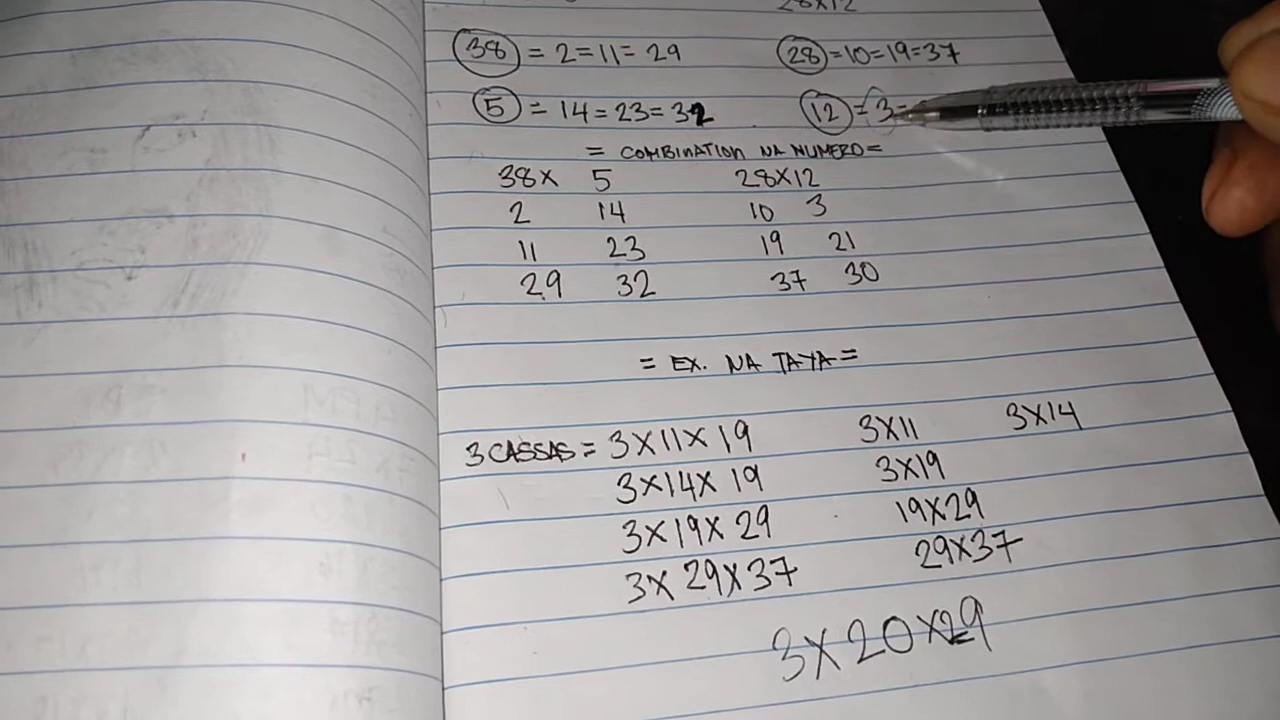 28X12
38 = 2 = 11 = 29 28 = 10 = 19 = 37
5 = 14 = 23 = 32 12 = 3 =
= COMBINATION NA NUMERO =
38X 5 28X12
2 14 10 3
11 23 19 21
29 32 37 30
= EX. NA TAYA =
3 CASSAS = 3X11X19 3X11 3X14
3X14X19 3X19
3X19X29 19X29
3X29X37 29X37
3X20X29